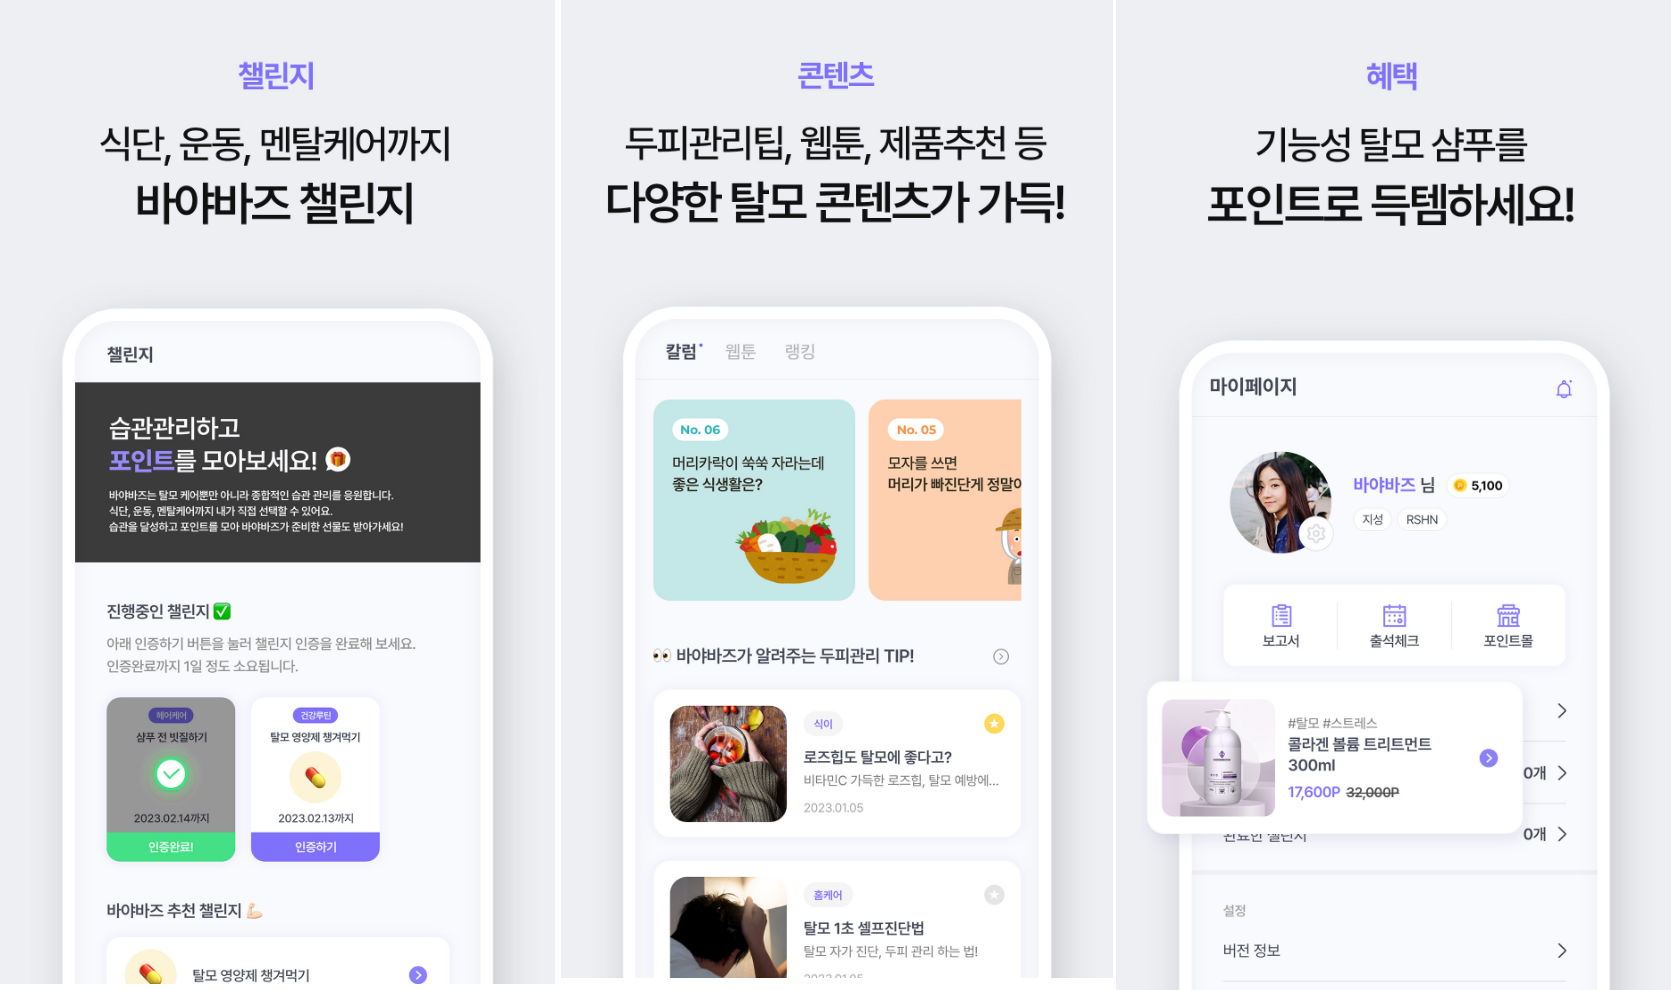 챌린지
식단, 운동, 멘탈케어까지
바야바즈 챌린지
챌린지
습관관리하고
포인트를 모아보세요!
바야바즈는 탈모 케어뿐만 아니라 종합적인 습관 관리를 응원합니다.
식단, 운동, 멘탈케어까지 내가 직접 선택할 수 있어요.
습관을 달성하고 포인트를 모아 바야바즈가 준비한 선물도 받아가세요!
진행중인 챌린지 ✅
아래 인증하기 버튼을 눌러 챌린지 인증을 완료해 보세요.
인증완료까지 1일 정도 소요됩니다.
헤어케어
샴푸 전 빗질하기
2023.02.14까지
인증완료!
건강루틴
탈모 영양제 챙겨먹기
2023.02.13까지
인증하기
바야바즈 추천 챌린지 💪🏻
탈모 영양제 챙겨먹기
콘텐츠
두피관리팁, 웹툰, 제품추천 등
다양한 탈모 콘텐츠가 가득!
칼럼 웹툰 랭킹
No. 06
머리카락이 쑥쑥 자라는데
좋은 식생활은?
No. 05
모자를 쓰면
머리가 빠진단게 정말이
👀 바야바즈가 알려주는 두피관리 TIP!
식이
로즈힙도 탈모에 좋다고?
비타민C 가득한 로즈힙, 탈모 예방에...
2023.01.05
홈케어
탈모 1초 셀프진단법
탈모 자가 진단, 두피 관리 하는 법!
2023.01.05
혜택
기능성 탈모 샴푸를
포인트로 득템하세요!
마이페이지
바야바즈 님 5,100
지성 RSHN
보고서 출석체크 포인트몰
#탈모 #스트레스
콜라겐 볼륨 트리트먼트
300ml
17,600P 32,000P
0개
완료한 챌린지 0개
설정
버전 정보